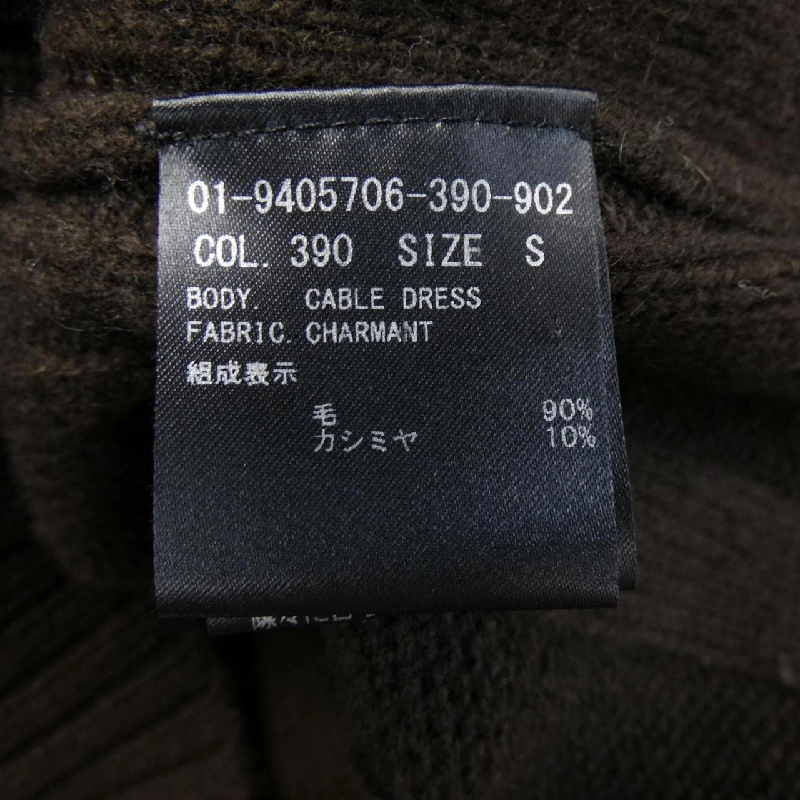 01-9405706-390-902
COL. 390 SIZE S
BODY. CABLE DRESS
FABRIC. CHARMANT
組成表示
毛 90%
カシミヤ 10%